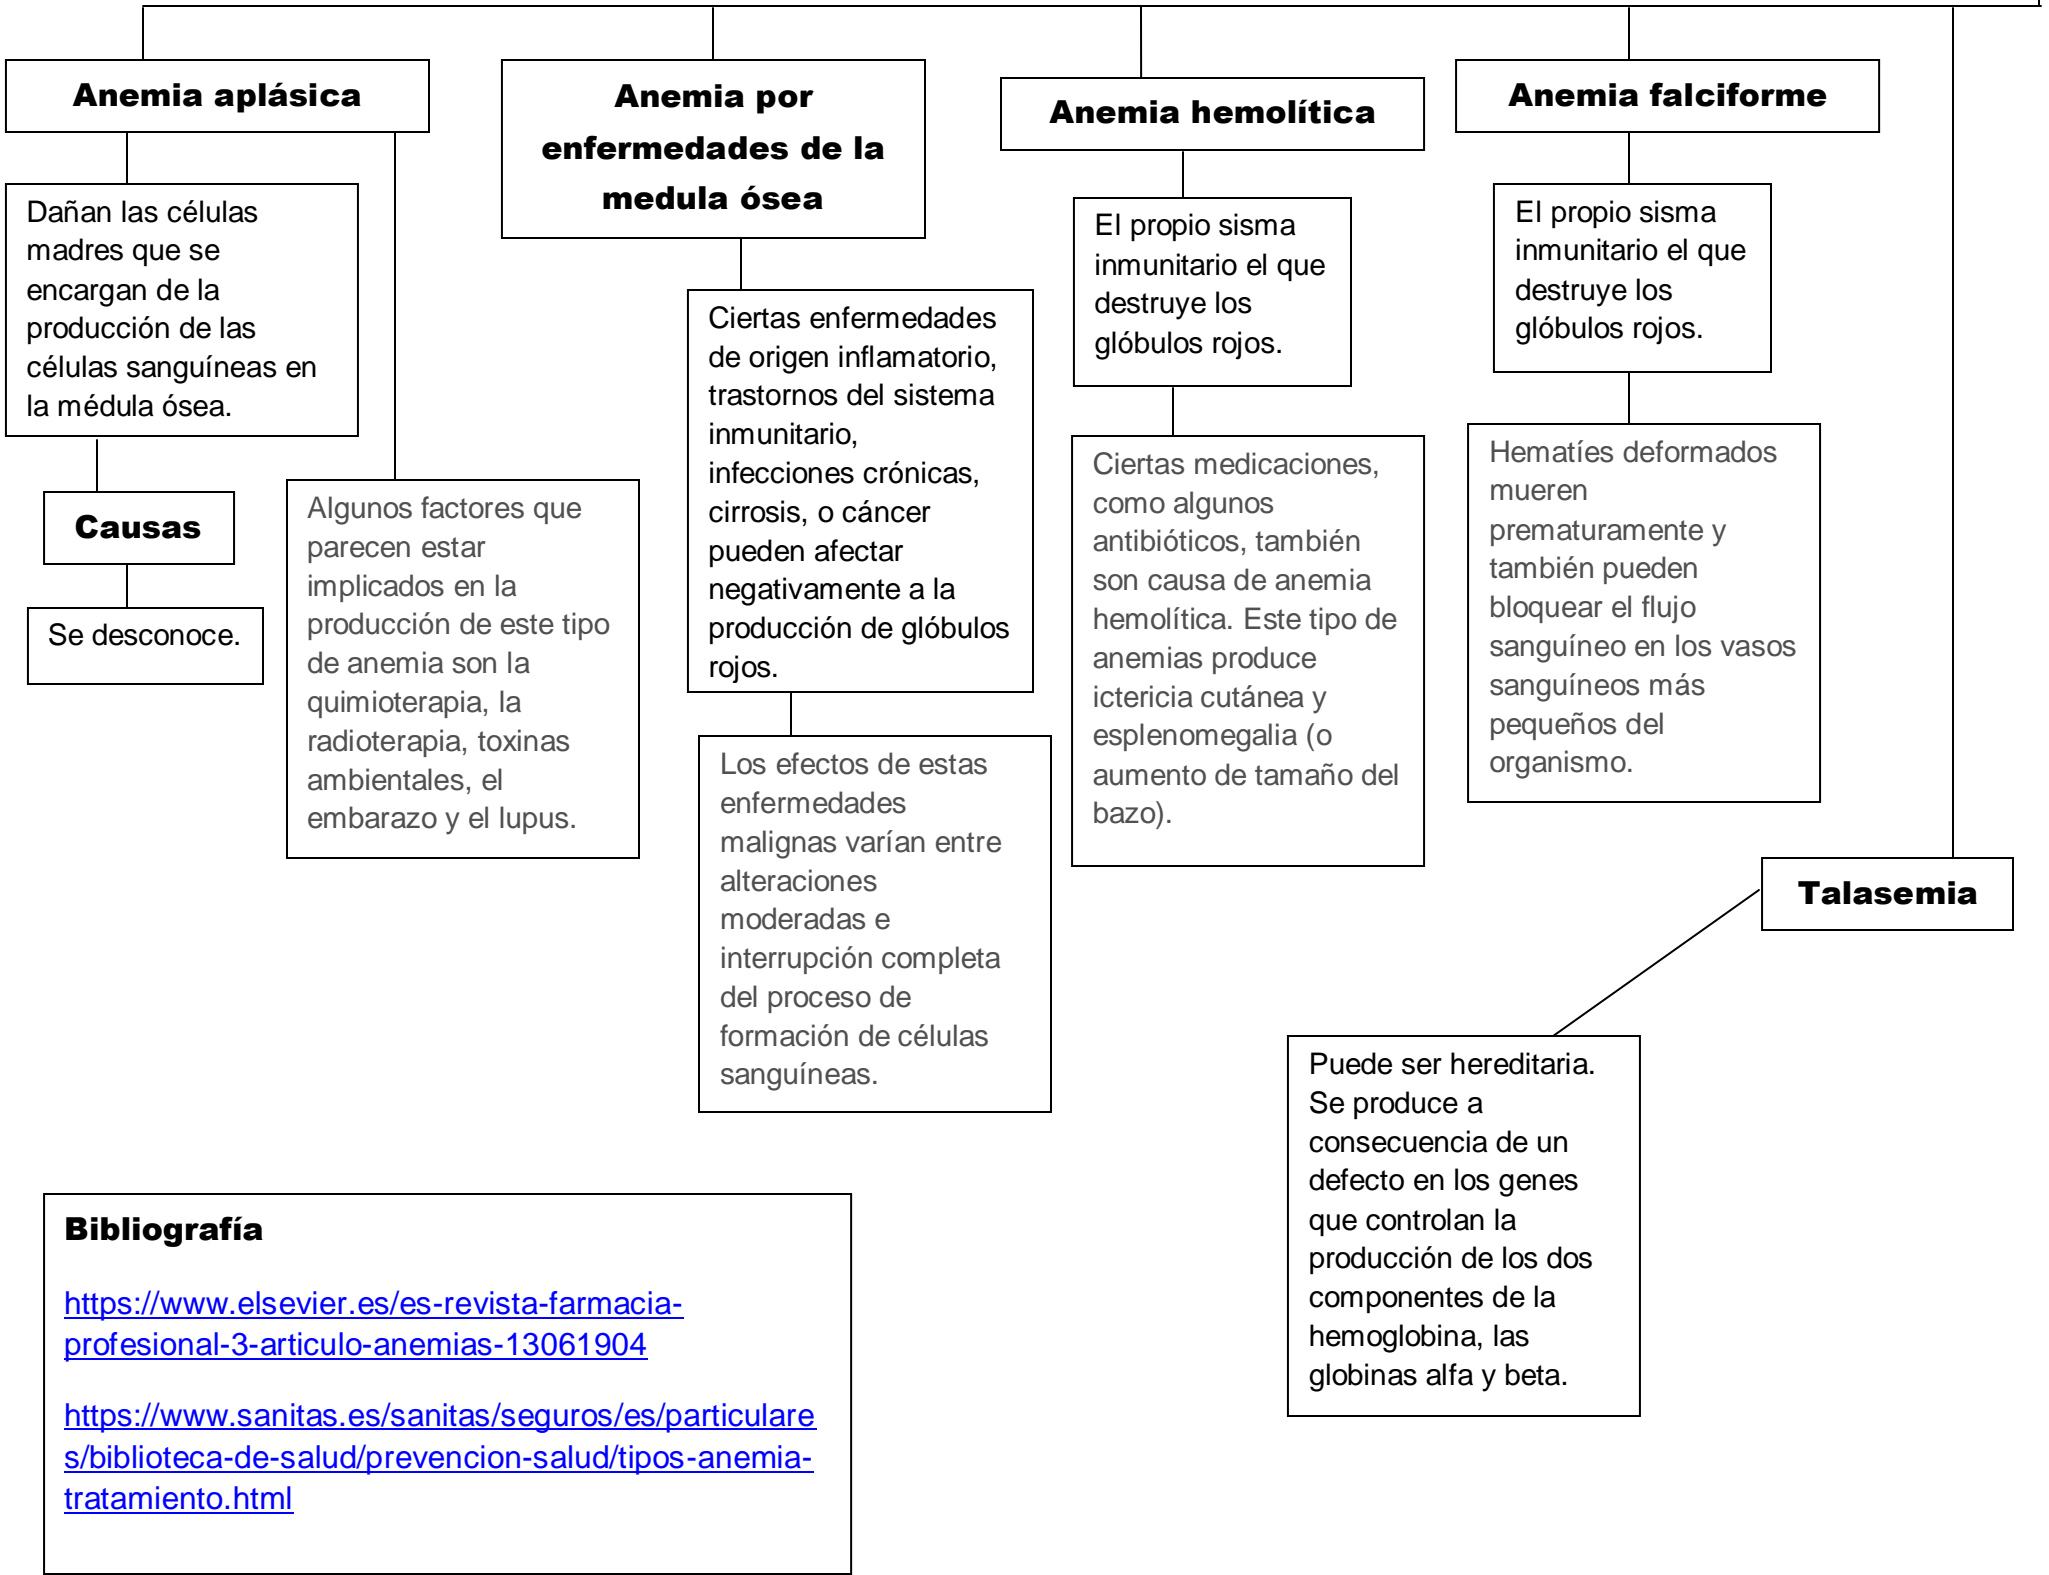 Anemia aplásica
Dañan las células
madres que se
encargan de la
producción de las
células sanguíneas en
la médula ósea.
Causas
Se desconoce.
Algunos factores que
parecen estar
implicados en la
producción de este tipo
de anemia son la
quimioterapia, la
radioterapia, toxinas
ambientales, el
embarazo y el lupus.
Anemia por
enfermedades de la
medula ósea
Ciertas enfermedades
de origen inflamatorio,
trastornos del sistema
inmunitario,
infecciones crónicas,
cirrosis, o cáncer
pueden afectar
negativamente a la
producción de glóbulos
rojos.
Los efectos de estas
enfermedades
malignas varían entre
alteraciones
moderadas e
interrupción completa
del proceso de
formación de células
sanguíneas.
Anemia hemolítica
El propio sisma
inmunitario el que
destruye los
glóbulos rojos.
Ciertas medicaciones,
como algunos
antibióticos, también
son causa de anemia
hemolítica. Este tipo de
anemias produce
ictericia cutánea y
esplenomegalia (o
aumento de tamaño del
bazo).
Anemia falciforme
El propio sisma
inmunitario el que
destruye los
glóbulos rojos.
Hematíes deformados
mueren
prematuramente y
también pueden
bloquear el flujo
sanguíneo en los vasos
sanguíneos más
pequeños del
organismo.
Talasemia
Puede ser hereditaria.
Se produce a
consecuencia de un
defecto en los genes
que controlan la
producción de los dos
componentes de la
hemoglobina, las
globinas alfa y beta.
Bibliografía
https://www.elsevier.es/es-revista-farmacia-
profesional-3-articulo-anemias-13061904
https://www.sanitas.es/sanitas/seguros/es/particulare
s/biblioteca-de-salud/prevencion-salud/tipos-anemia-
tratamiento.html